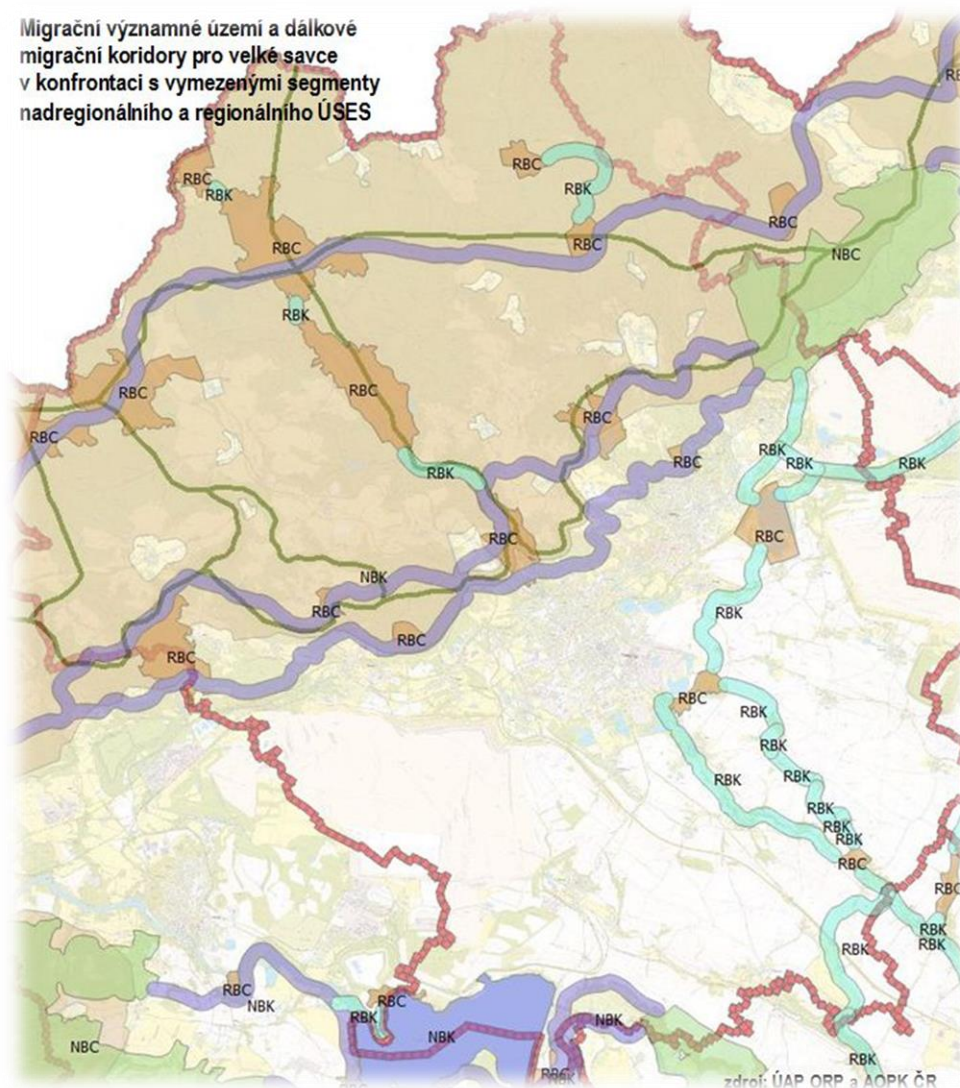 Migrační významné území a dálkové
migrační koridory pro velké savce
v konfrontaci s vymezenými segmenty
nadregionálního a regionálního ÚSES
RBC
RBC
RBK
RBK
RBC
RBC
RBC
NBC
RBK
RBC
RBC
RBC
RBC
RBK
RBC
RBK
RBK
RBK
RBC
RBC
NBK
RBC
RBK
RBC
RBC
RBC
RBK
RBK
RBK
RBK
RBK
RBK
RBK
RBC
RBC
RBK
RBK
RBK
RBC
NBK
RBC
RBK
NBK
NBK
NBC
RBK
RBK
zdroj: ÚAP ORP a AOPK ČR